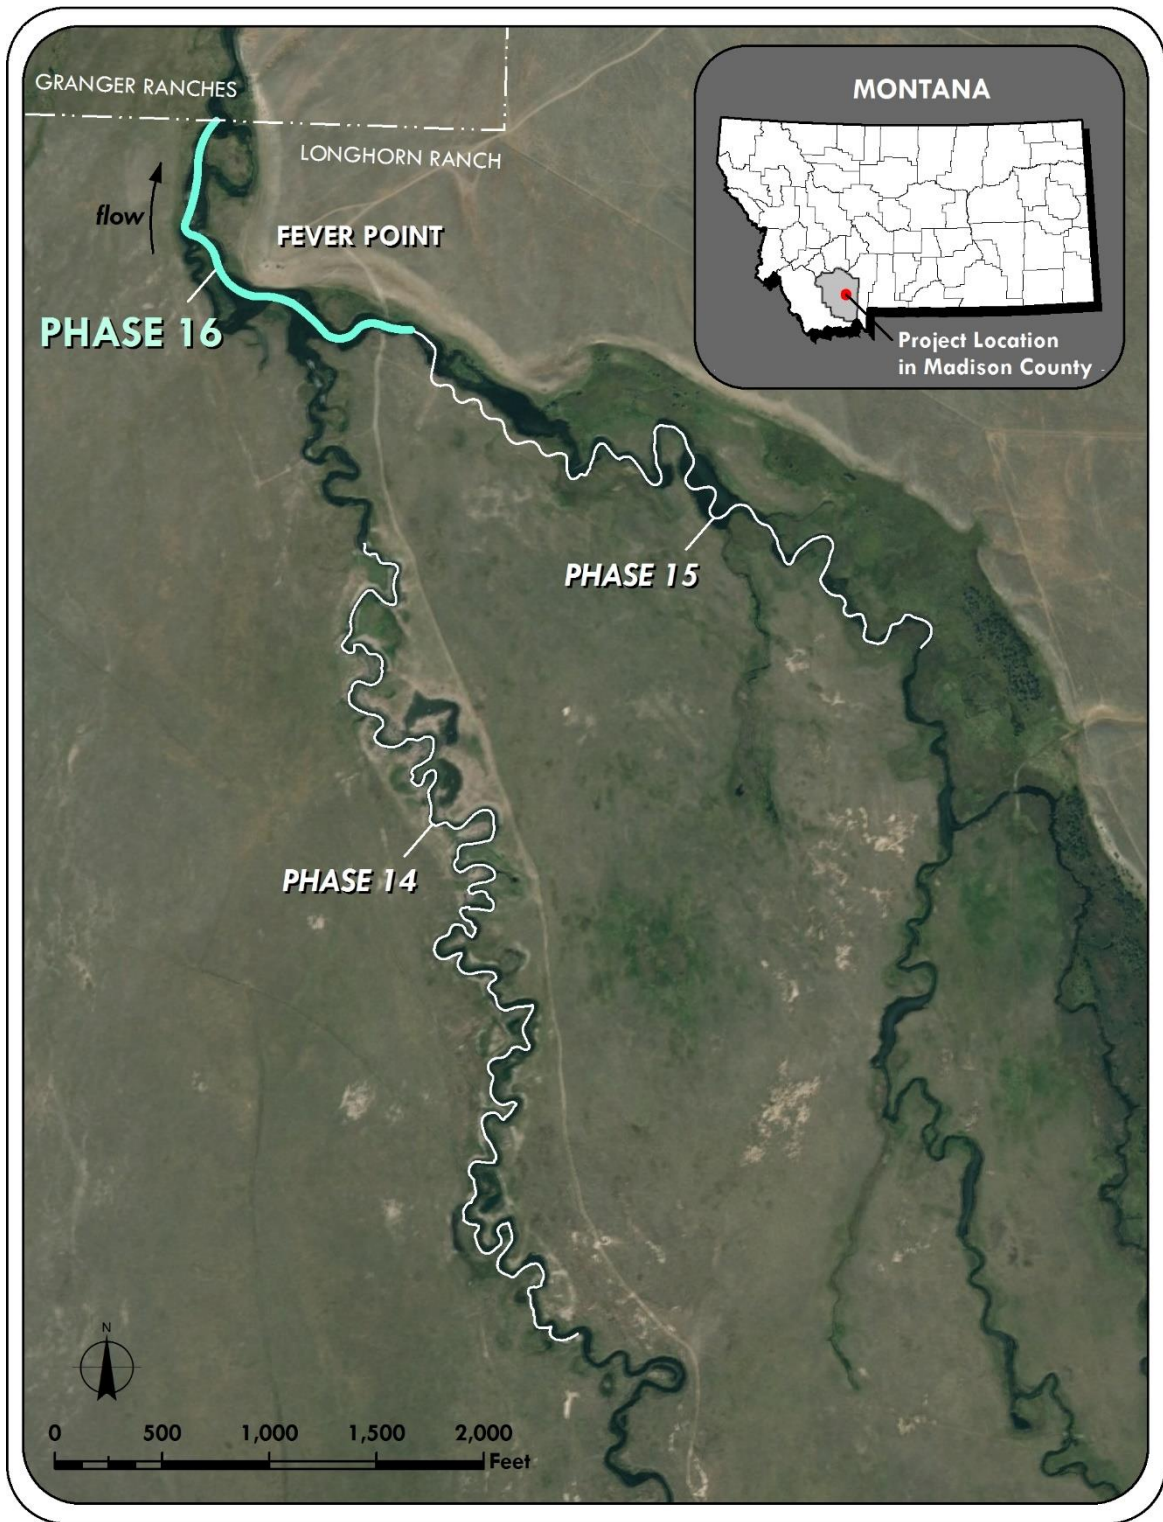 GRANGER RANCHES
LONGHORN RANCH
flow
FEVER POINT
PHASE 16
MONTANA
Project Location
in Madison County
PHASE 15
PHASE 14
N
0 500 1,000 1,500 2,000
Feet